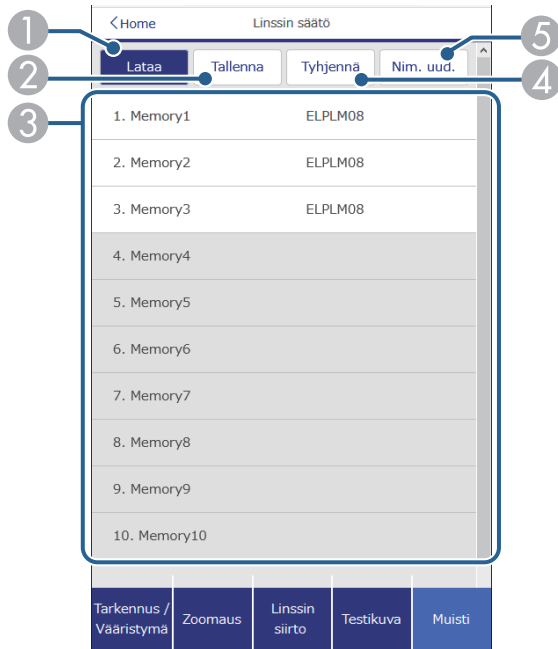 <Home Linssin säätö
Lataa Tallenna Tyhjennä Nim. uud.
1. Memory1 ELPLM08
2. Memory2 ELPLM08
3. Memory3 ELPLM08
4. Memory4
5. Memory5
6. Memory6
7. Memory7
8. Memory8
9. Memory9
10. Memory10
Tarkennus /
Vääristymä
Zoomaus
Linssin
siirto
Testikuva
Muisti
1
2
3
4
5